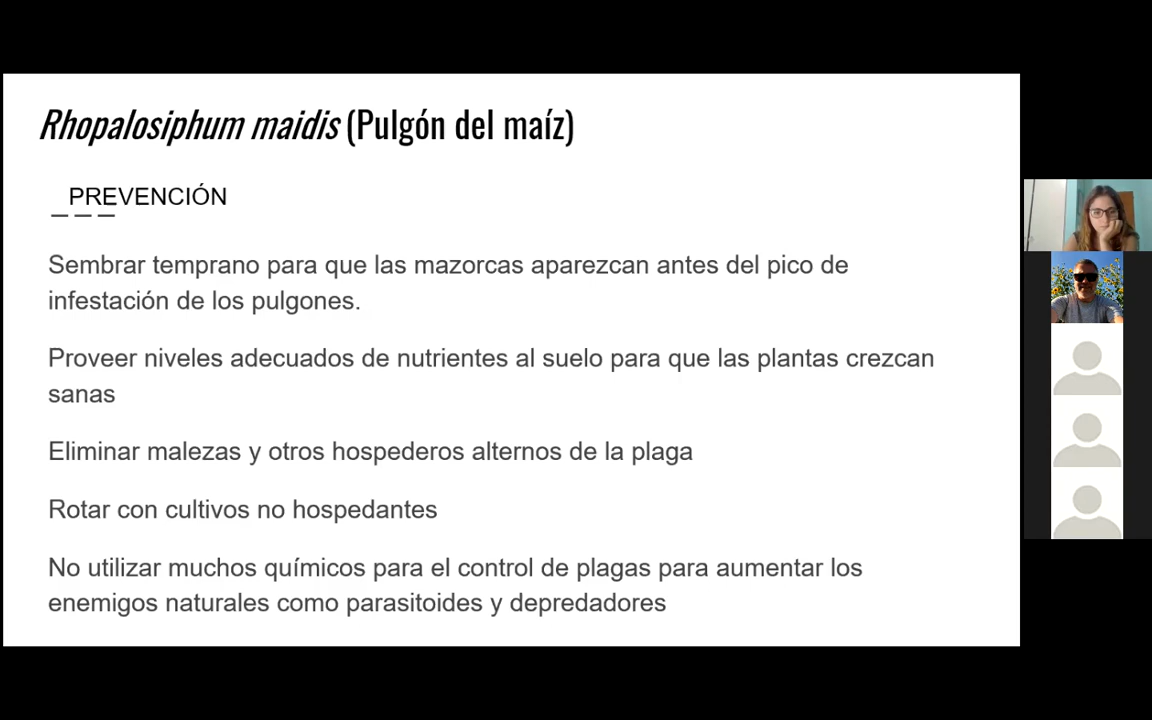 Rhopalosiphum maidis (Pulgón del maíz)
PREVENCIÓN
Sembrar temprano para que las mazorcas aparezcan antes del pico de
infestación de los pulgones.
Proveer niveles adecuados de nutrientes al suelo para que las plantas crezcan
sanas
Eliminar malezas y otros hospederos alternos de la plaga
Rotar con cultivos no hospedantes
No utilizar muchos químicos para el control de plagas para aumentar los
enemigos naturales como parasitoides y depredadores